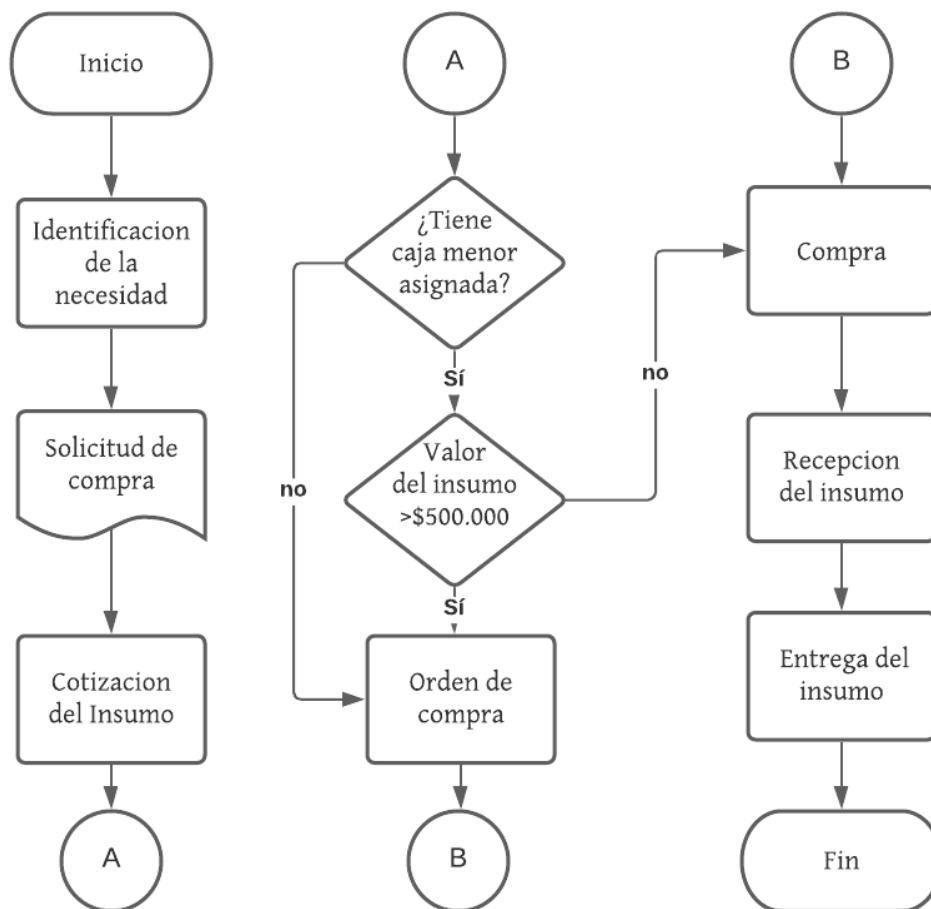 Inicio
Identificacion
de la
necesidad
Solicitud de
compra
Cotizacion
del Insumo
A
A
¿Tiene
caja menor
asignada?
no
Sí
Valor
del insumo
>$500.000
no
Sí
Orden de
compra
B
B
Compra
Recepcion
del insumo
Entrega del
insumo
Fin